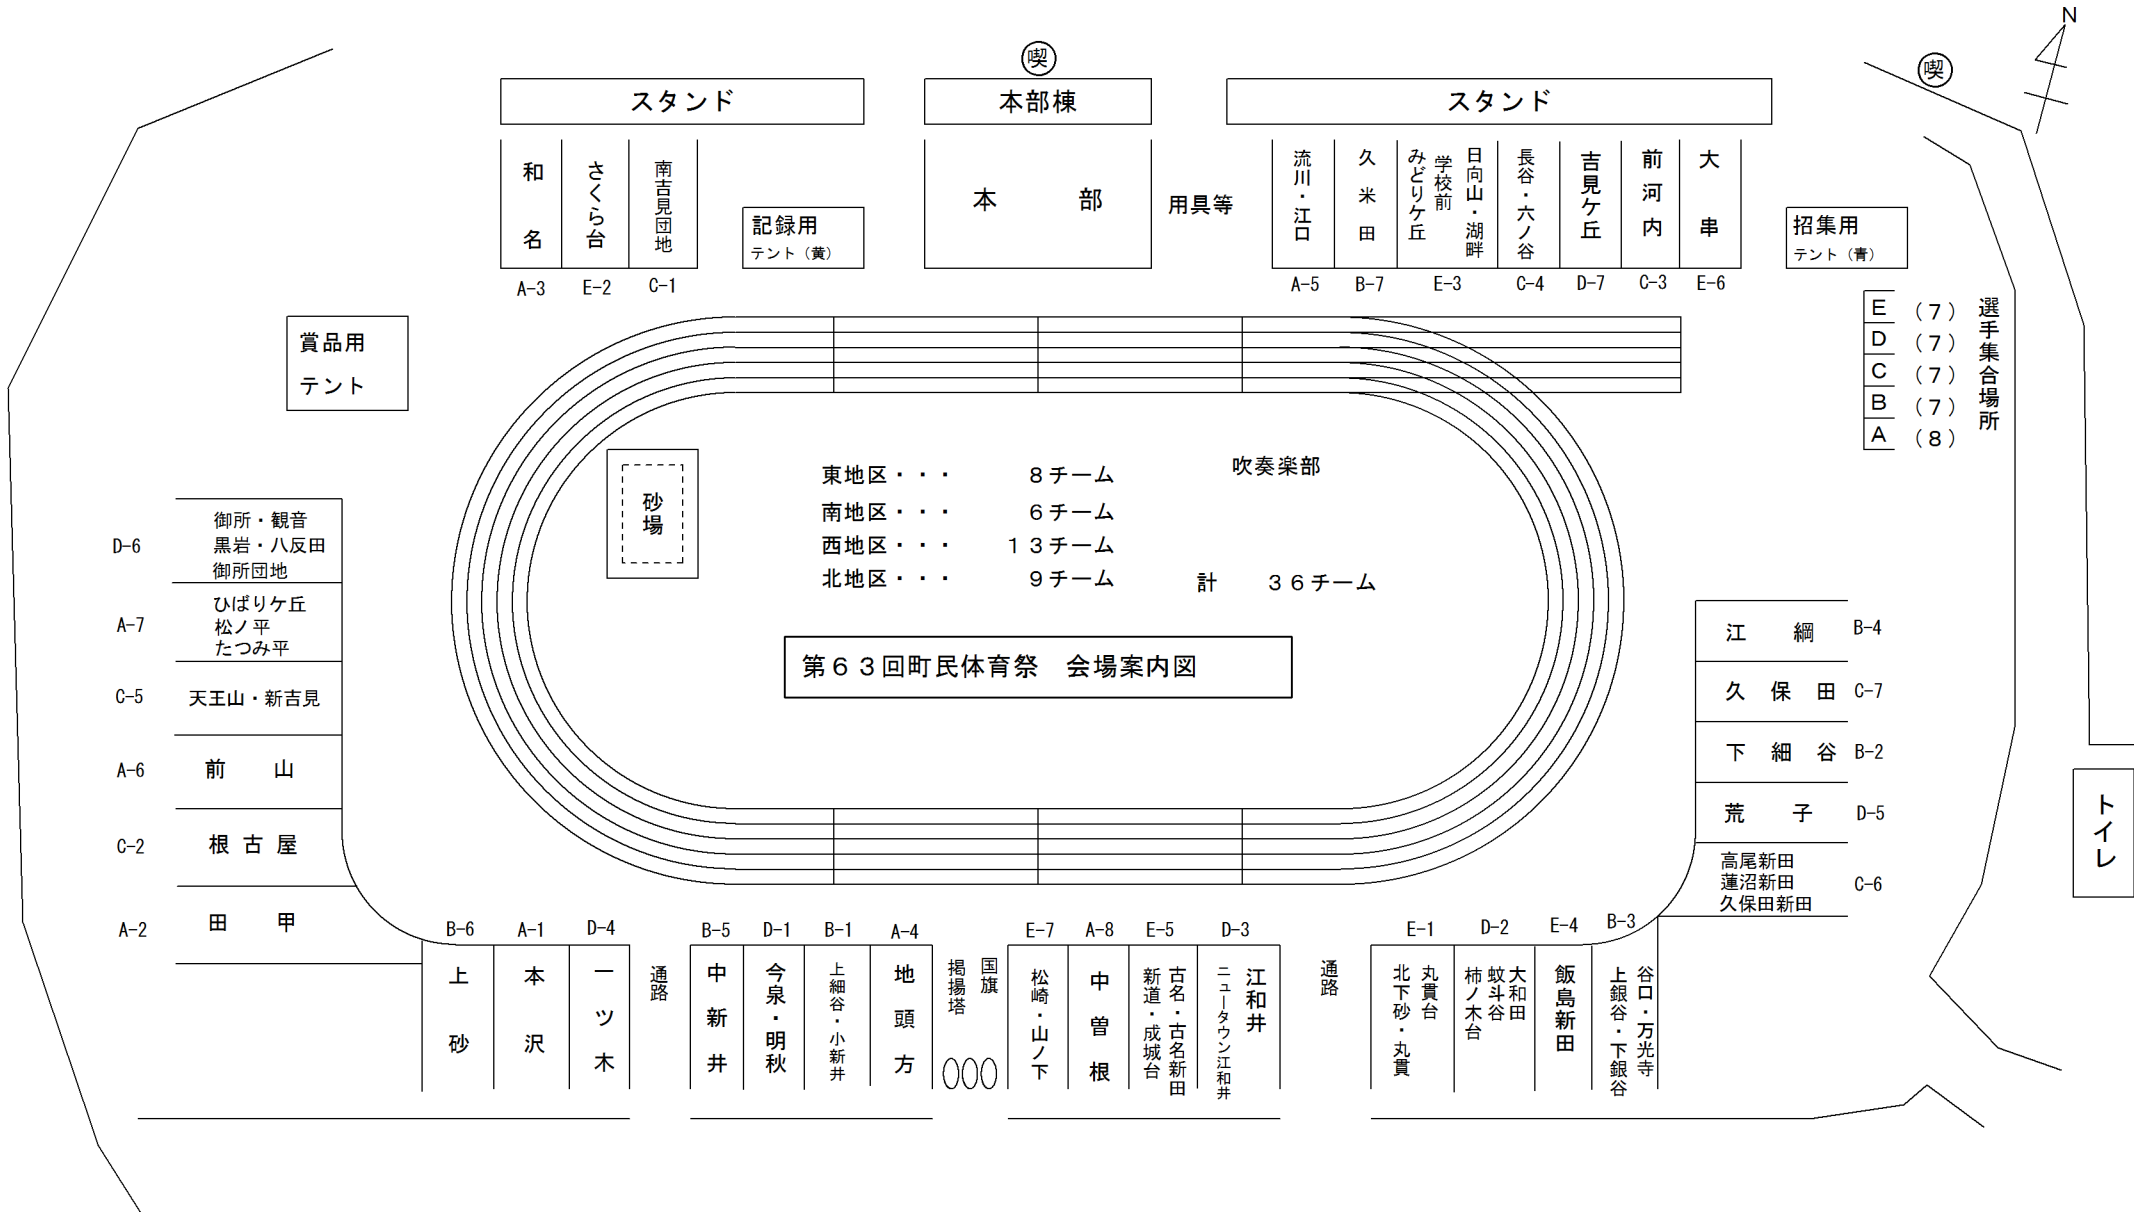 N
喫
喫
スタンド
本部棟
スタンド
和名
さくら台
南吉見団地
記録用
テント（黄）
本部
用具等
流川・江口
久米田
日向山・湖畔
学校前
みどりケ丘
長谷・六ノ谷
吉見ケ丘
前河内
大串
招集用
テント（青）
A-3
E-2
C-1
A-5
B-7
E-3
C-4
D-7
C-3
E-6
賞品用
テント
選手集合場所
E （７）
D （７）
C （７）
B （７）
A （８）
砂場
東地区・・・ ８チーム
南地区・・・ ６チーム
西地区・・・ １３チーム
北地区・・・ ９チーム
計 ３６チーム
吹奏楽部
第６３回町民体育祭　会場案内図
D-6
御所・観音
黒岩・八反田
御所団地
A-7
ひばりケ丘
松ノ平
たつみ平
C-5
天王山・新吉見
A-6
前山
C-2
根古屋
A-2
田甲
江綱 B-4
久保田 C-7
下細谷 B-2
荒子 D-5
高尾新田
蓮沼新田
久保田新田
C-6
トイレ
B-6
A-1
D-4
B-5
D-1
B-1
A-4
E-7
A-8
E-5
D-3
E-1
D-2
E-4
B-3
上砂
本沢
一ツ木
通路
中新井
今泉・明秋
上細谷・小新井
地頭方
国旗
掲揚塔
松崎・山ノ下
中曽根
古名・古名新田
新道・成城台
江和井
ニュータウン江和井
通路
丸貫台
北下砂・丸貫
大和田
蚊斗谷
柿ノ木台
飯島新田
谷口・万光寺
上銀谷・下銀谷